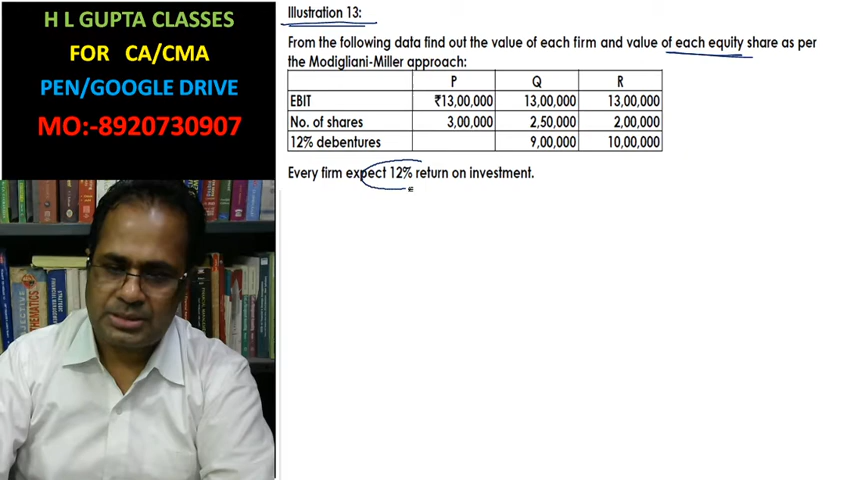 H L GUPTA CLASSES
FOR CA/CMA
PEN/GOOGLE DRIVE
MO:-8920730907
Illustration 13:
From the following data find out the value of each firm and value of each equity share as per
the Modigliani-Miller approach:
P Q R
EBIT ₹13,00,000 13,00,000 13,00,000
No. of shares 3,00,000 2,50,000 2,00,000
12% debentures 9,00,000 10,00,000
Every firm expect 12% return on investment.